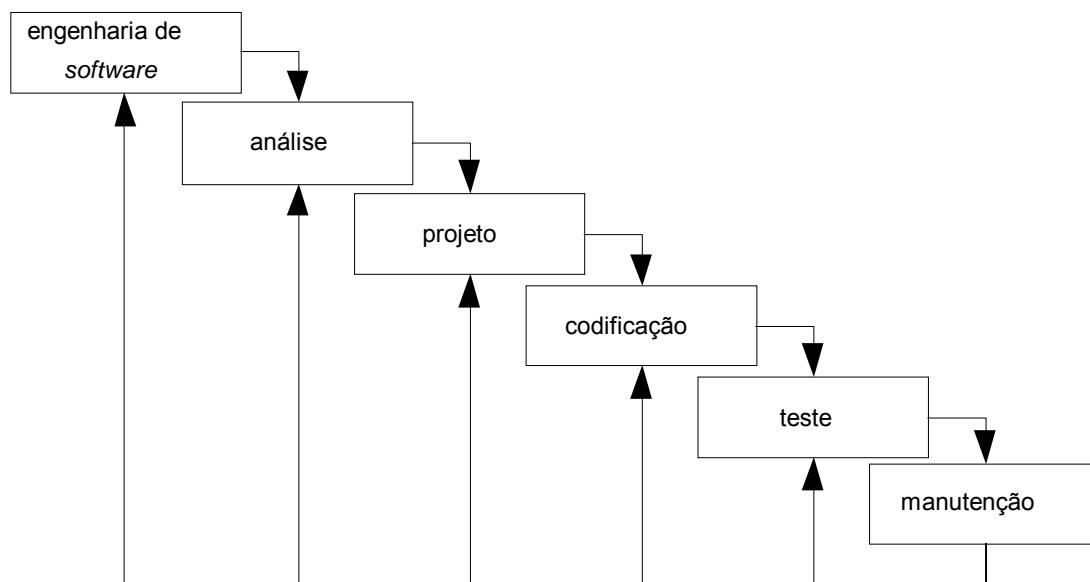 engenharia de
software
análise
projeto
codificação
teste
manutenção